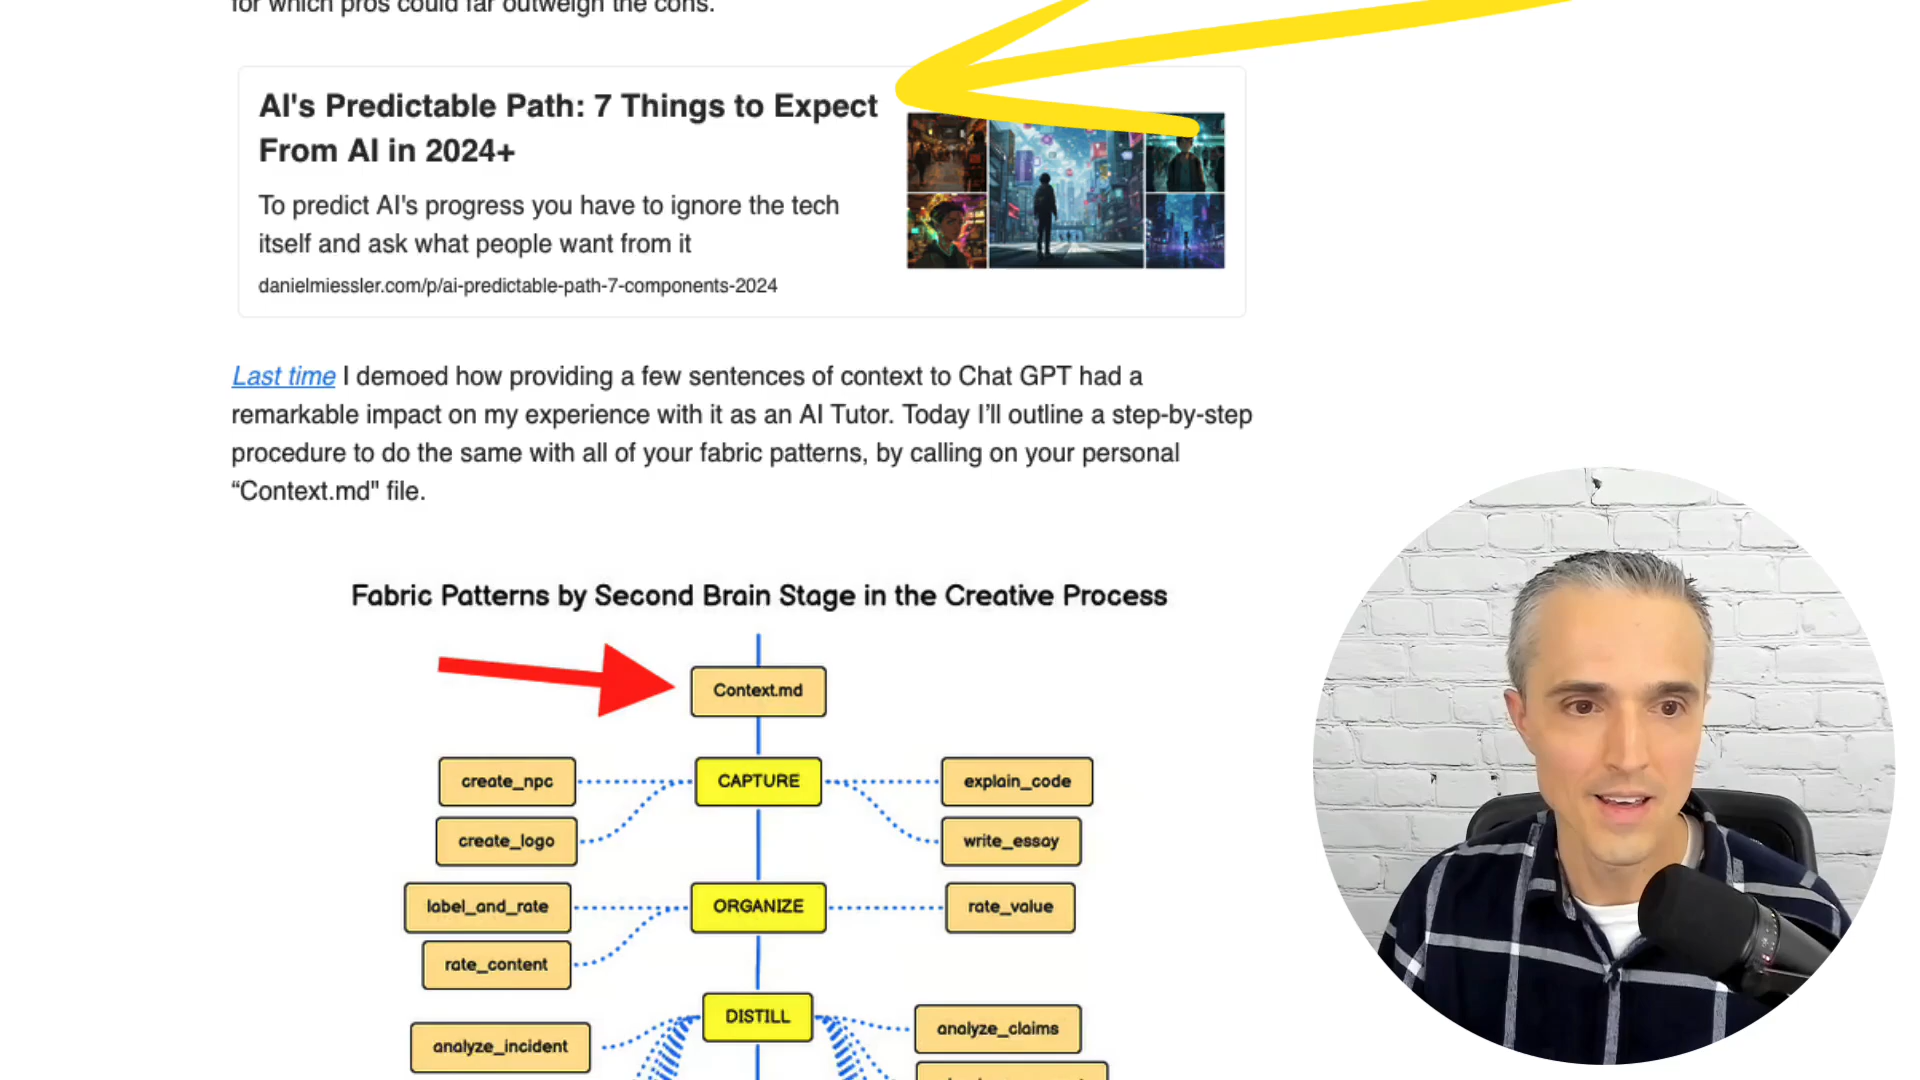 for which pros could far outweigh the cons.
AI's Predictable Path: 7 Things to Expect
From AI in 2024+
To predict AI's progress you have to ignore the tech
itself and ask what people want from it
danielmiessler.com/p/ai-predictable-path-7-components-2024
Last time I demoed how providing a few sentences of context to Chat GPT had a
remarkable impact on my experience with it as an AI Tutor. Today I’ll outline a step-by-step
procedure to do the same with all of your fabric patterns, by calling on your personal
“Context.md" file.
Fabric Patterns by Second Brain Stage in the Creative Process
Context.md
create_npc
CAPTURE
explain_code
create_logo
write_essay
label_and_rate
ORGANIZE
rate_value
rate_content
DISTILL
analyze_claims
analyze_incident